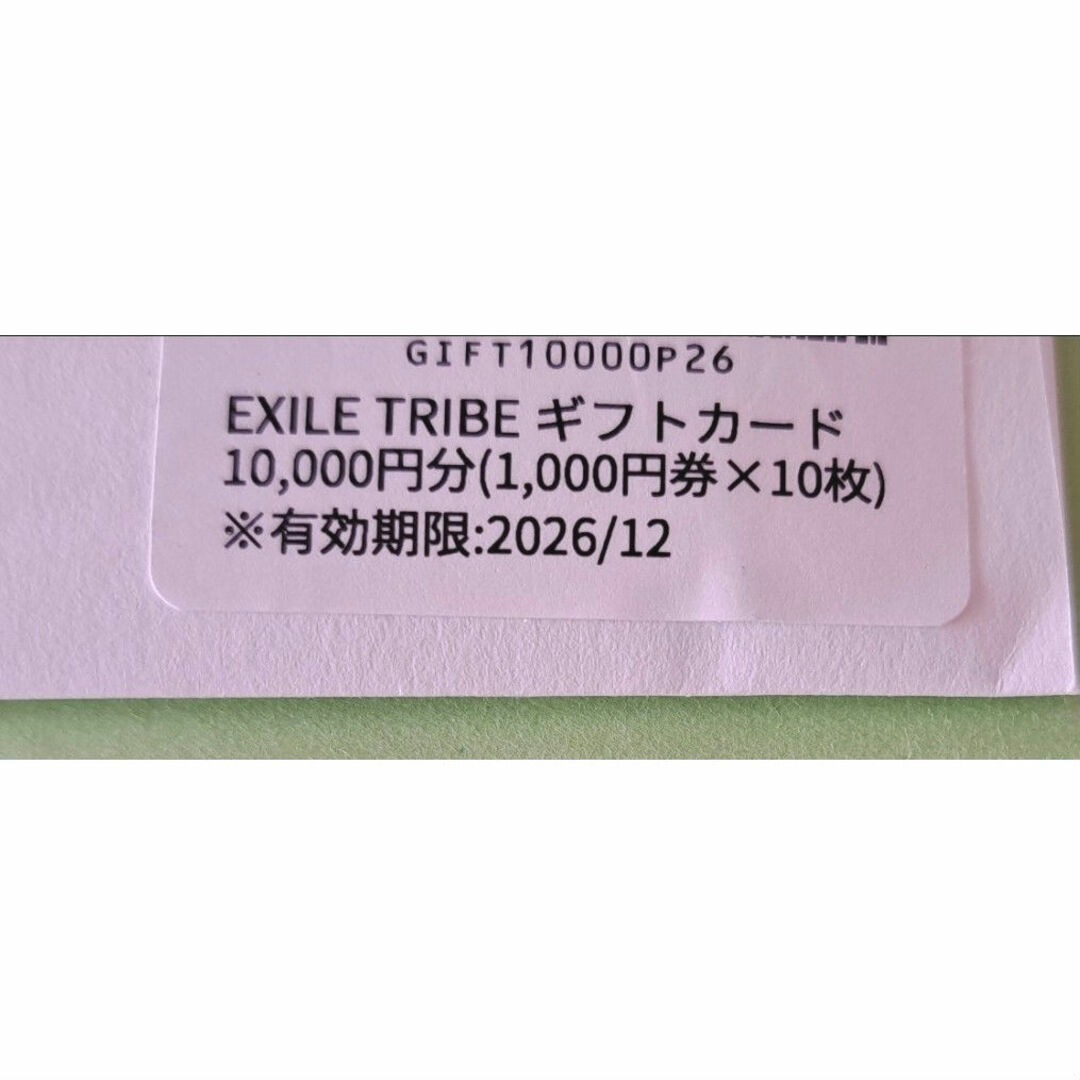 GIFT10000P26
EXILE TRIBE ギフトカード
10,000円分(1,000円券×10枚)
※有効期限:2026/12